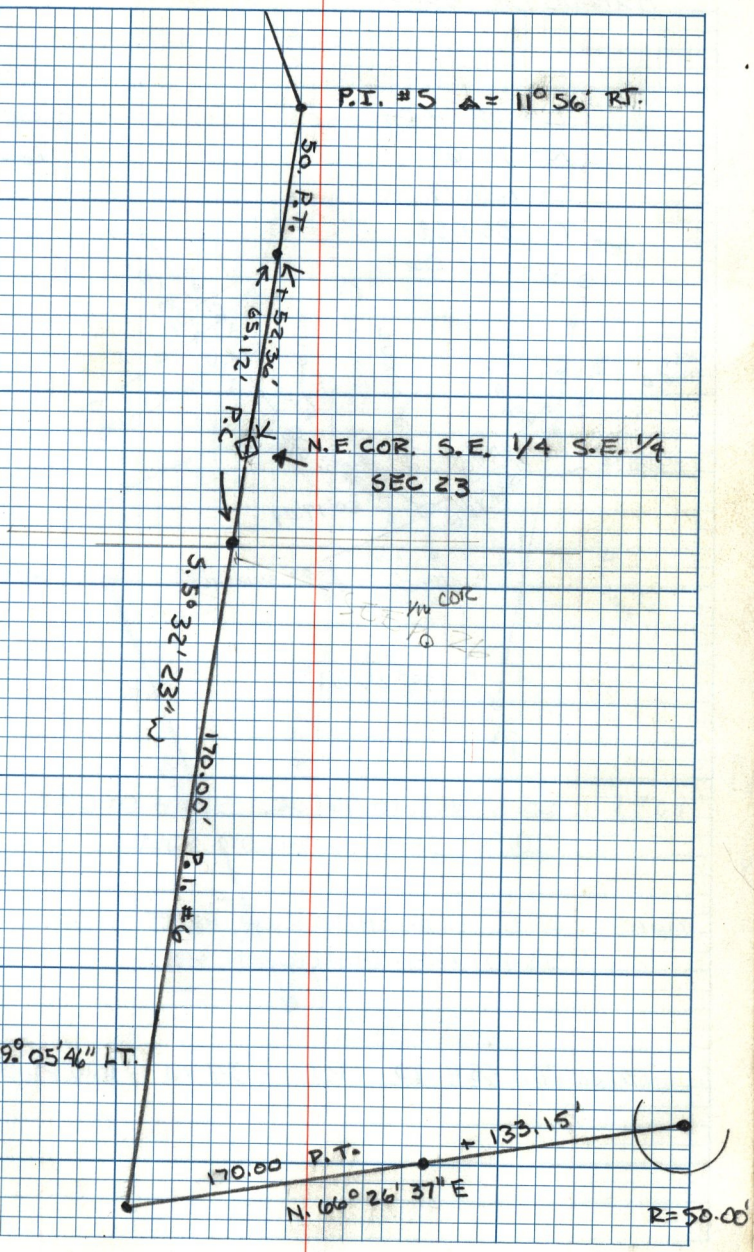 P.I. #5 Δ= 11° 56' RT.
50. P.T.
+ 52.36'
65.12' P.C
N.E COR. S.E. 1/4 S.E. 1/4
SEC 23
1/16 COR
S. 5° 32' 23" W
170.00' P.I. #6
9° 05' 46" LT.
170.00 P.T.
+ 133.15'
N. 66° 26' 37" E
R= 50.00'